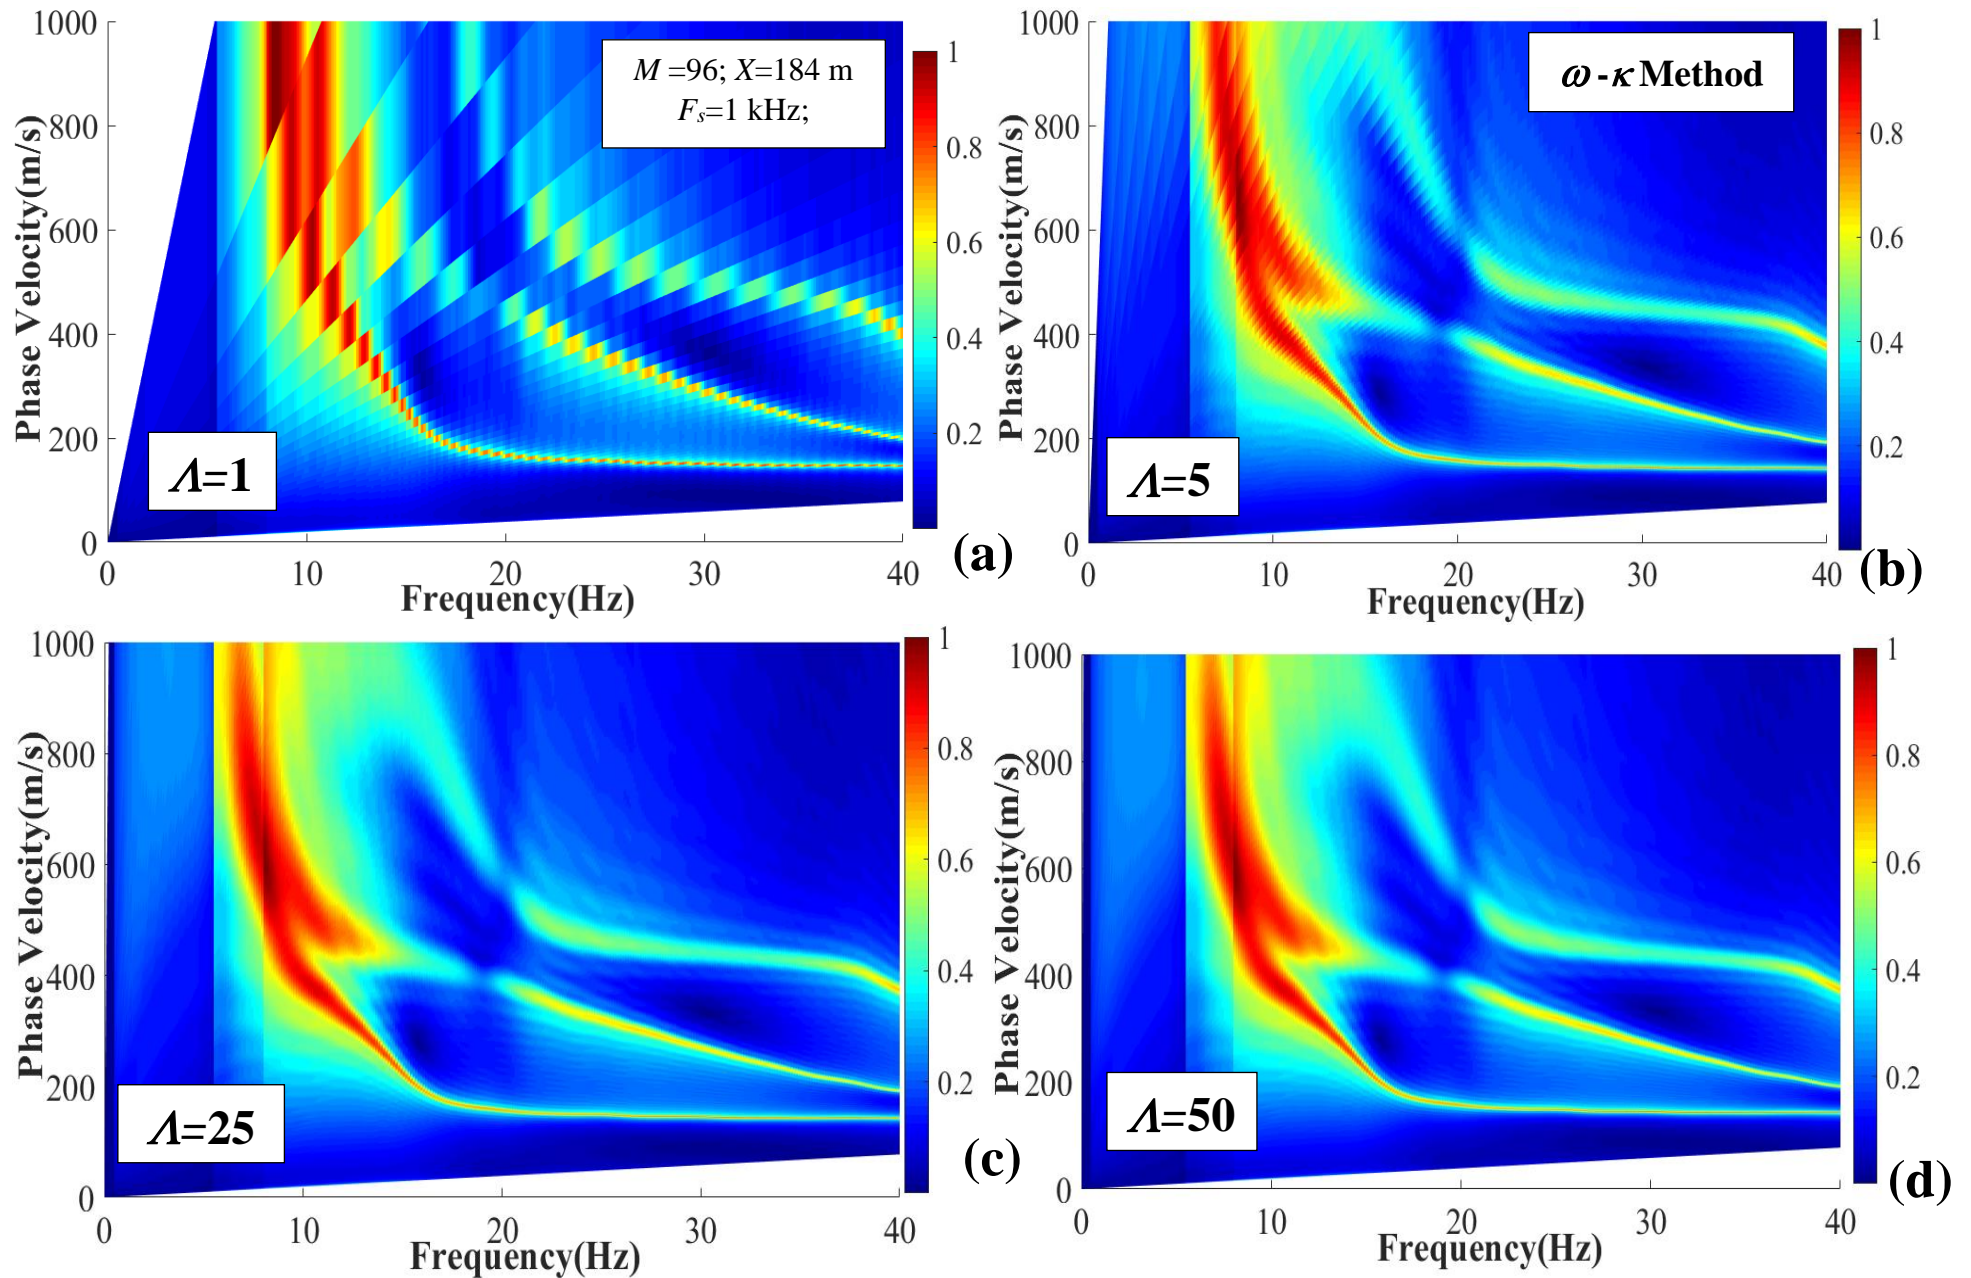 1000
800
600
400
200
0
Phase Velocity(m/s)
0 10 20 30 40
Frequency(Hz)
M =96; X=184 m
Fs=1 kHz;
Λ=1
1
0.8
0.6
0.4
0.2
(a)
1000
800
600
400
200
0
Phase Velocity(m/s)
0 10 20 30 40
Frequency(Hz)
ω -κ Method
Λ=5
1
0.8
0.6
0.4
0.2
(b)
1000
800
600
400
200
0
Phase Velocity(m/s)
0 10 20 30 40
Frequency(Hz)
Λ=25
1
0.8
0.6
0.4
0.2
(c)
1000
800
600
400
200
0
Phase Velocity(m/s)
0 10 20 30 40
Frequency(Hz)
Λ=50
1
0.8
0.6
0.4
0.2
(d)